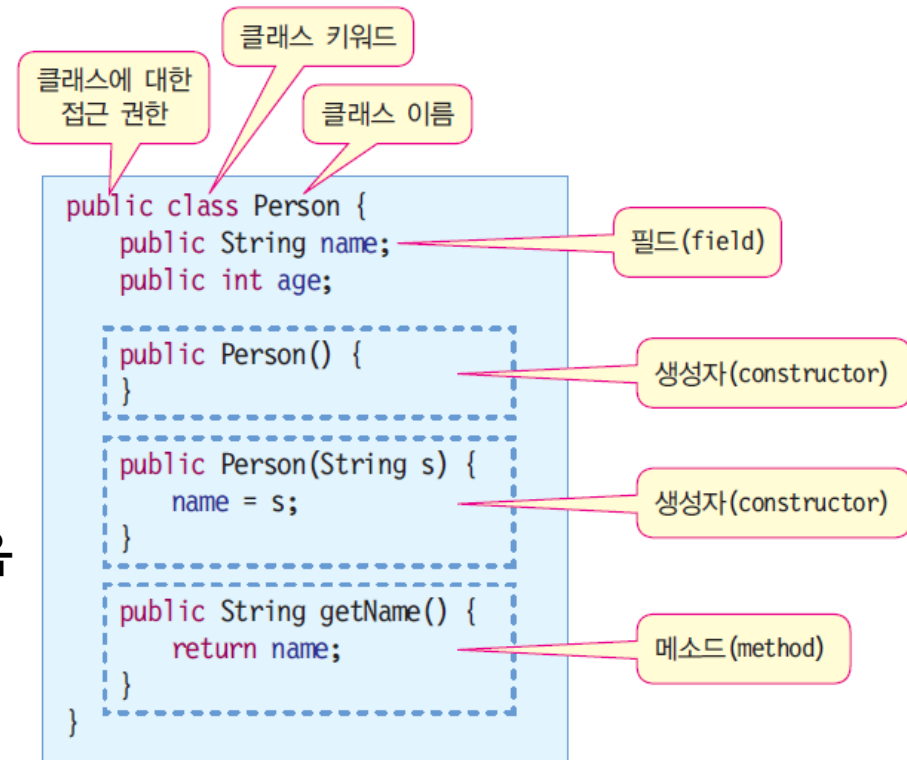 클래스 키워드
클래스에 대한
접근 권한
클래스 이름
public class Person {
public String name;
필드(field)
public int age;
public Person() {
생성자(constructor)
}
public Person(String s) {
name = s;
생성자(constructor)
}
음
public String getName() {
return name;
메소드(method)
}
}